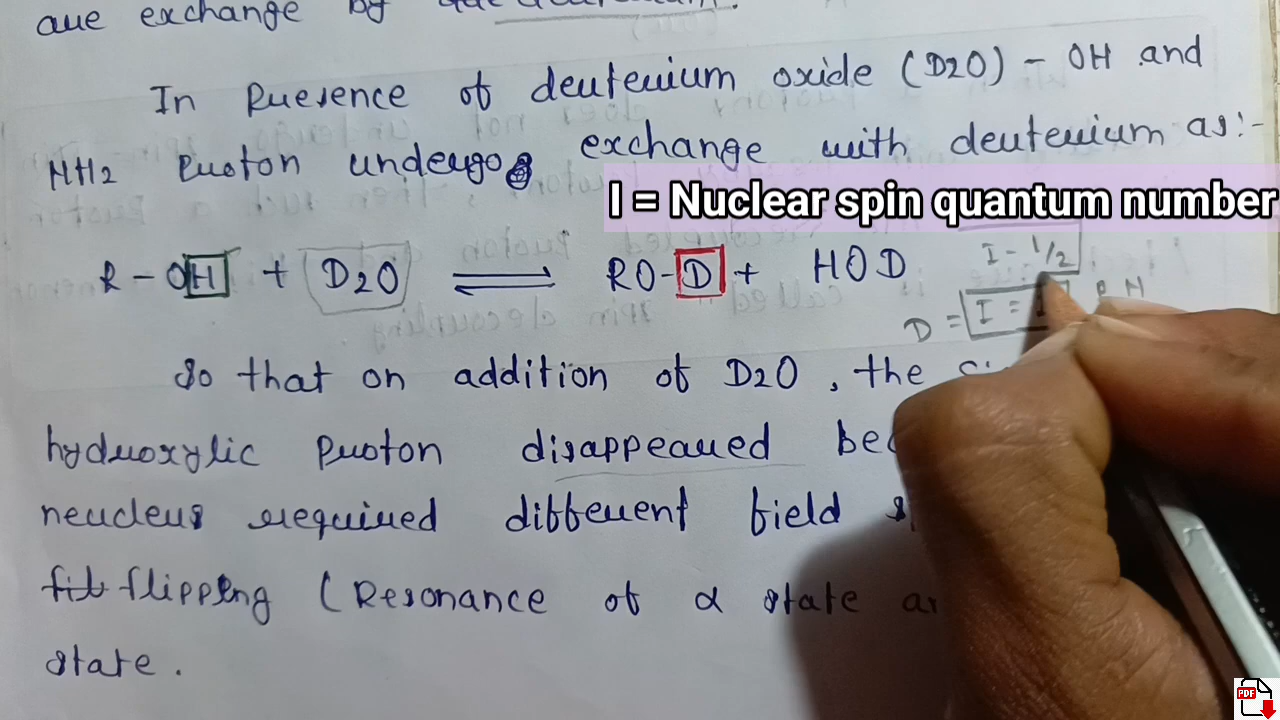 are exchange by
In Presence of deuterium oxide (D2O) - OH and
NH2 Proton undergo exchange with deuterium as:-
I = Nuclear spin quantum number
R - OH + D2O ⇌ RO-D + HOD
I - 1/2
D = I =
So that on addition of D2O, the
hydroxylic Proton disappeared
required different field
flipping (Resonance of α state
state.
PDF